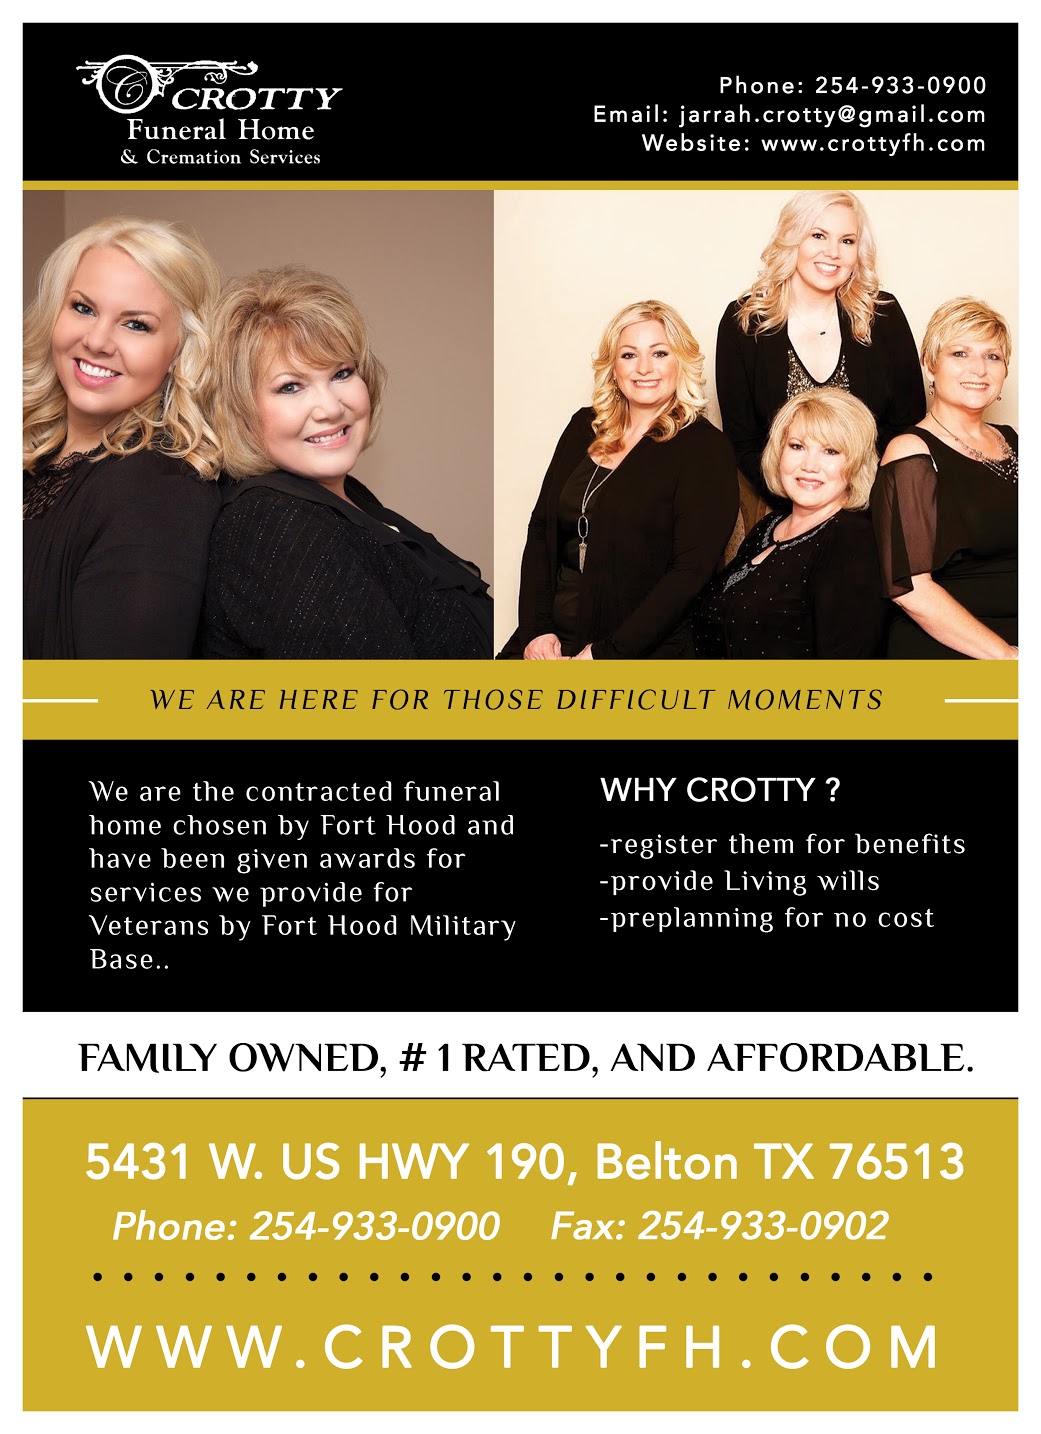 C CROTTY
Funeral Home
& Cremation Services
Phone: 254-933-0900
Email: jarrah.crotty@gmail.com
Website: www.crottyfh.com
WE ARE HERE FOR THOSE DIFFICULT MOMENTS
We are the contracted funeral
home chosen by Fort Hood and
have been given awards for
services we provide for
Veterans by Fort Hood Military
Base..
WHY CROTTY ?
-register them for benefits
-provide Living wills
-preplanning for no cost
FAMILY OWNED, # 1 RATED, AND AFFORDABLE.
5431 W. US HWY 190, Belton TX 76513
Phone: 254-933-0900 Fax: 254-933-0902
WWW.CROTTYFH.COM